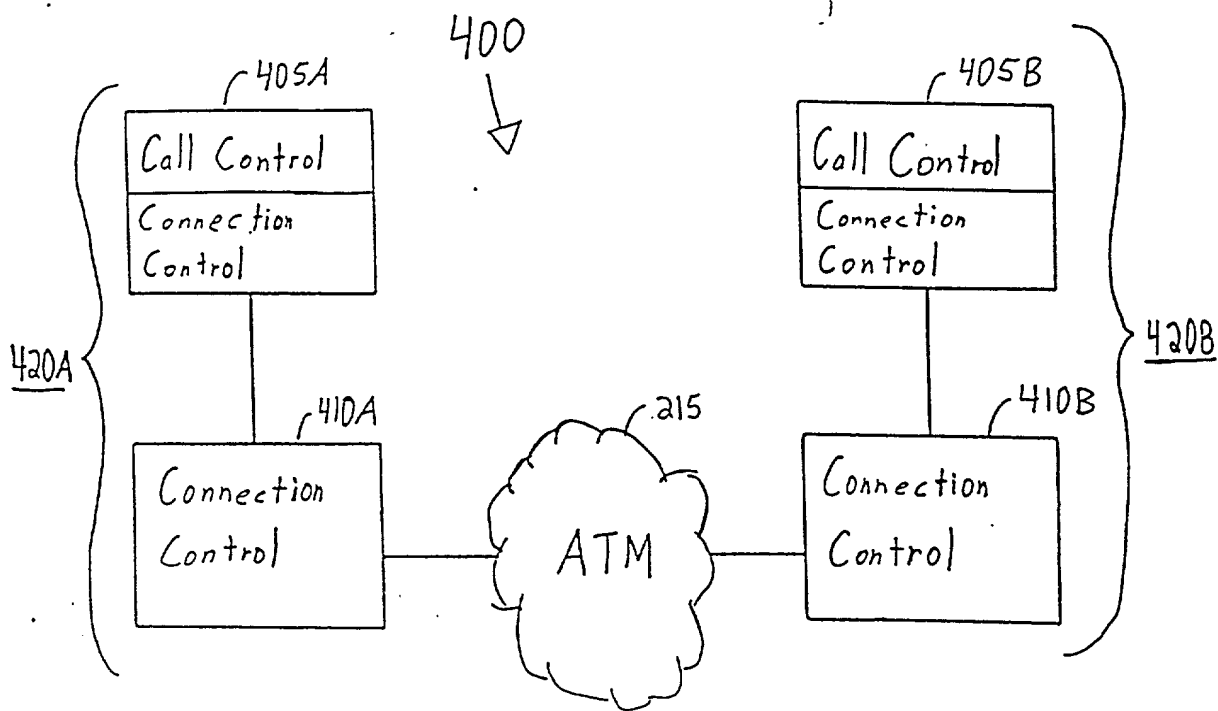 400
405A
Call Control
Connection
Control
420A
410A
Connection
Control
215
ATM
405B
Call Control
Connection
Control
420B
410B
Connection
Control